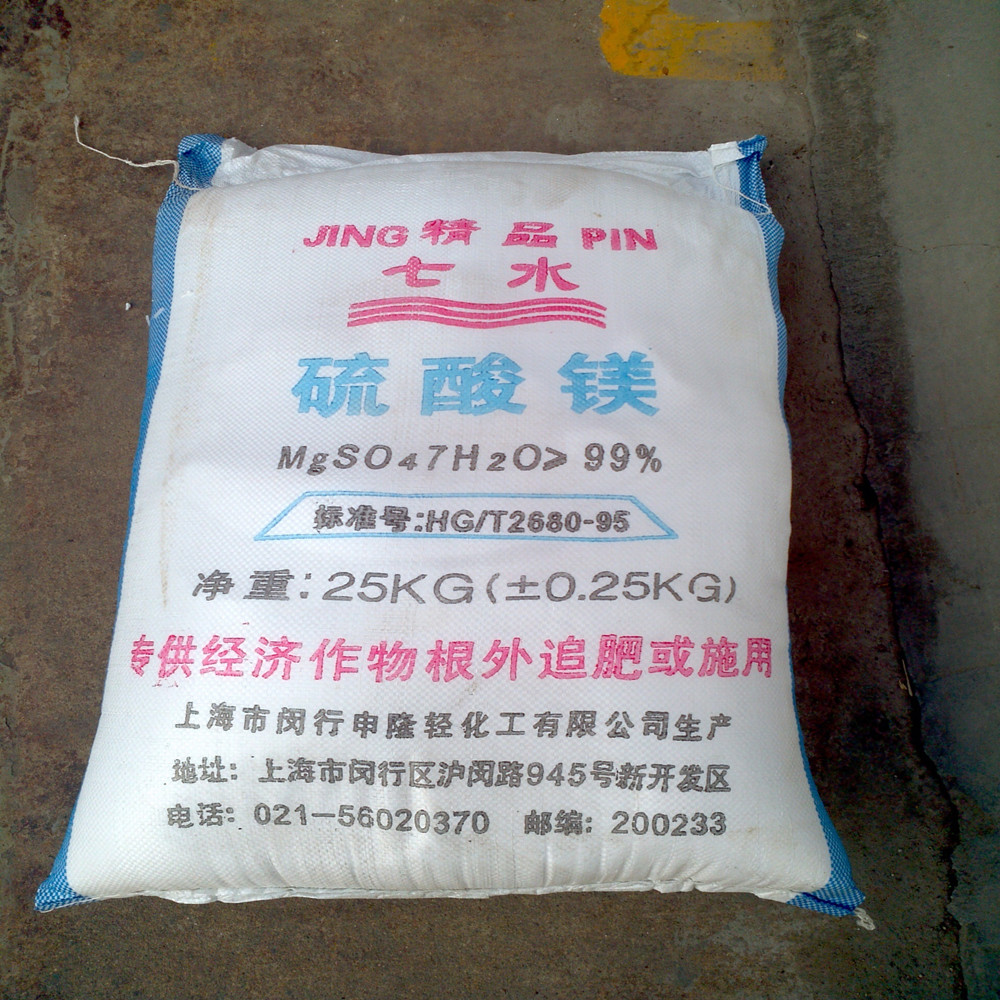 JING 精品 PIN
七水
硫酸镁
MgSO₄7H₂O≥99%
标准号:HG/T2680-95
净重:25KG(±0.25KG)
专供经济作物根外追肥或施用
上海市闵行申隆轻化工有限公司生产
地址:上海市闵行区沪闵路945号新开发区
电话:021—56020370 邮编:200233